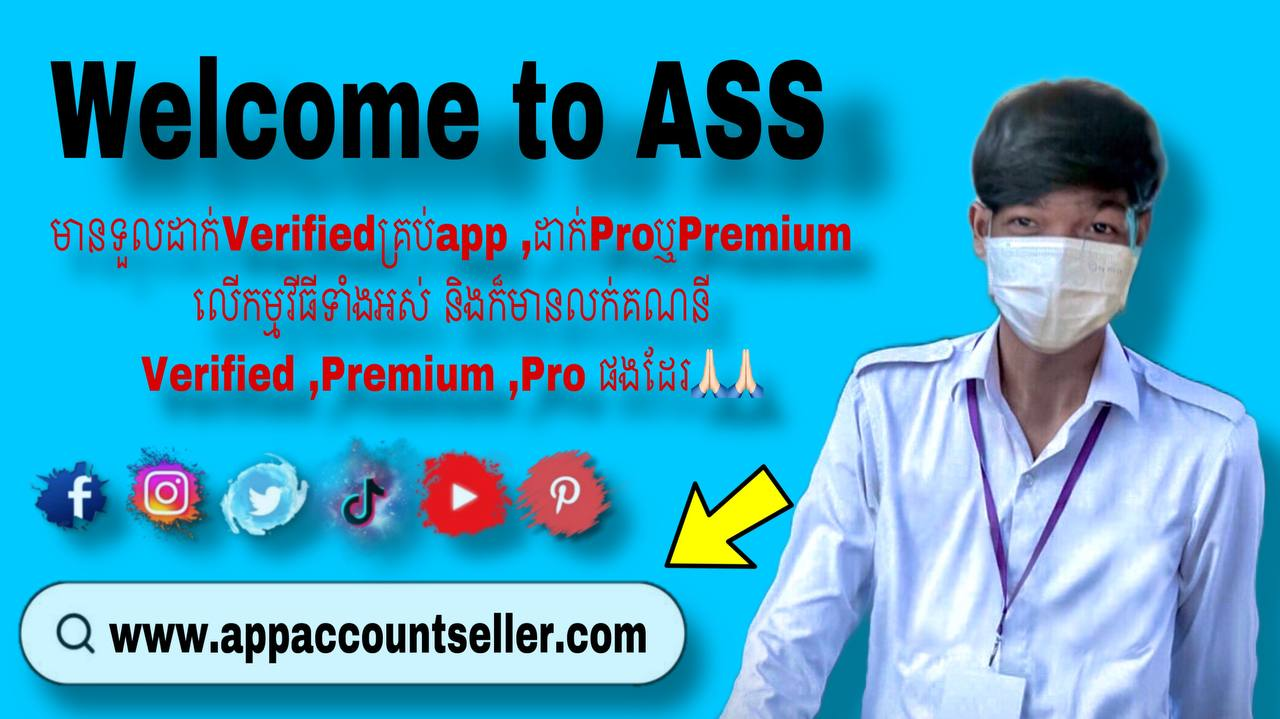 Welcome to ASS
មានទទួលដាក់Verifiedគ្រប់app ,ដាក់ProឬPremium
លើកម្មវិធីទាំងអស់ និងក៏មានលក់គណនី
Verified ,Premium ,Pro ផងដែរ🙏🏻🙏🏻
www.appaccountseller.com